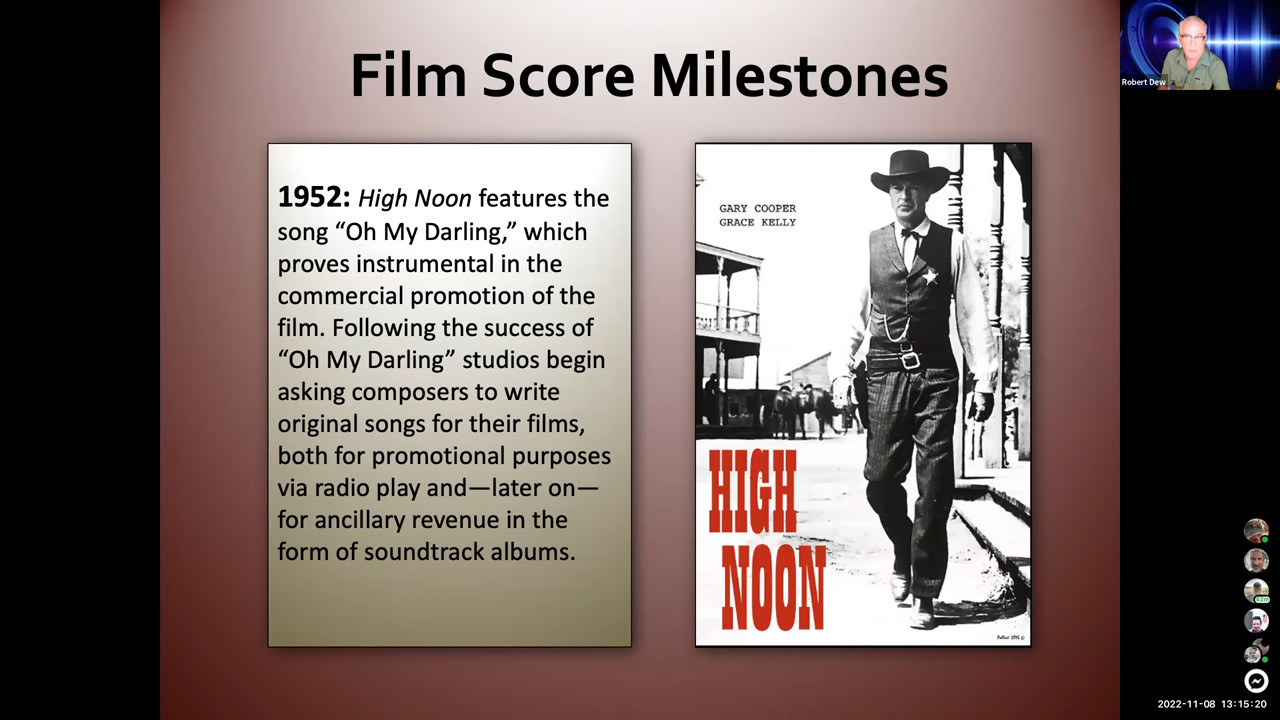 Film Score Milestones
1952: High Noon features the
song “Oh My Darling,” which
proves instrumental in the
commercial promotion of the
film. Following the success of
“Oh My Darling” studios begin
asking composers to write
original songs for their films,
both for promotional purposes
via radio play and—later on—
for ancillary revenue in the
form of soundtrack albums.
GARY COOPER
GRACE KELLY
HIGH
NOON
Robert Dew
2022-11-08 13:15:20